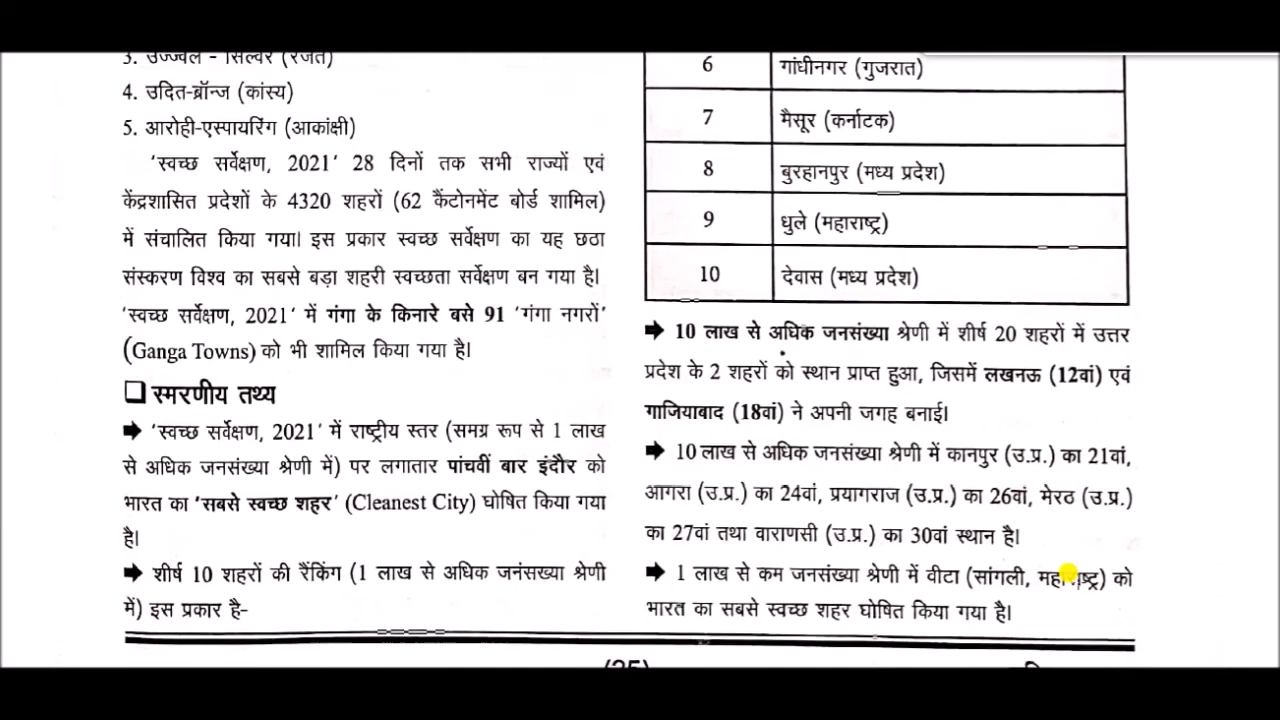 3. उज्ज्वल - सिल्वर (रजत)
4. उदित-ब्रॉन्ज (कांस्य)
5. आरोही-एस्पायरिंग (आकांक्षी)
'स्वच्छ सर्वेक्षण, 2021' 28 दिनों तक सभी राज्यों एवं
केंद्रशासित प्रदेशों के 4320 शहरों (62 कैंटोनमेंट बोर्ड शामिल)
में संचालित किया गया। इस प्रकार स्वच्छ सर्वेक्षण का यह छठा
संस्करण विश्व का सबसे बड़ा शहरी स्वच्छता सर्वेक्षण बन गया है।
'स्वच्छ सर्वेक्षण, 2021' में गंगा के किनारे बसे 91 'गंगा नगरों'
(Ganga Towns) को भी शामिल किया गया है।
❑ स्मरणीय तथ्य
➡ 'स्वच्छ सर्वेक्षण, 2021' में राष्ट्रीय स्तर (समग्र रूप से 1 लाख
से अधिक जनसंख्या श्रेणी में) पर लगातार पांचवीं बार इंदौर को
भारत का 'सबसे स्वच्छ शहर' (Cleanest City) घोषित किया गया
है।
➡ शीर्ष 10 शहरों की रैंकिंग (1 लाख से अधिक जनंसख्या श्रेणी
में) इस प्रकार है-
6 गांधीनगर (गुजरात)
7 मैसूर (कर्नाटक)
8 बुरहानपुर (मध्य प्रदेश)
9 धुले (महाराष्ट्र)
10 देवास (मध्य प्रदेश)
➡ 10 लाख से अधिक जनसंख्या श्रेणी में शीर्ष 20 शहरों में उत्तर
प्रदेश के 2 शहरों को स्थान प्राप्त हुआ, जिसमें लखनऊ (12वां) एवं
गाजियाबाद (18वां) ने अपनी जगह बनाई।
➡ 10 लाख से अधिक जनसंख्या श्रेणी में कानपुर (उ.प्र.) का 21वां,
आगरा (उ.प्र.) का 24वां, प्रयागराज (उ.प्र.) का 26वां, मेरठ (उ.प्र.)
का 27वां तथा वाराणसी (उ.प्र.) का 30वां स्थान है।
➡ 1 लाख से कम जनसंख्या श्रेणी में वीटा (सांगली, महाराष्ट्र) को
भारत का सबसे स्वच्छ शहर घोषित किया गया है।